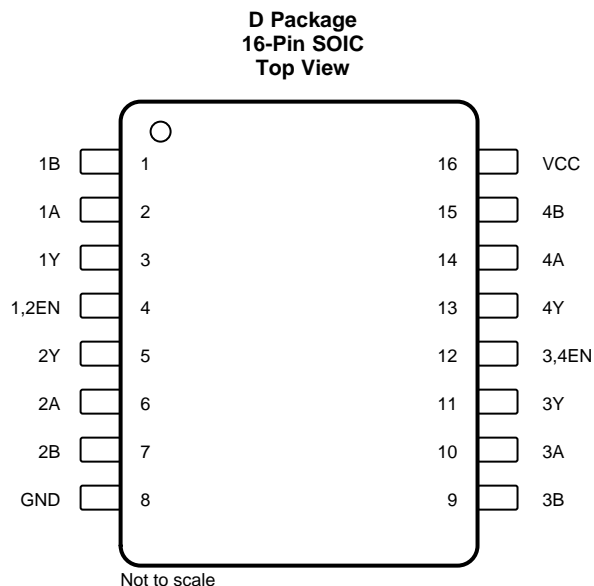 D Package
16-Pin SOIC
Top View
1B 1 16 VCC
1A 2 15 4B
1Y 3 14 4A
1,2EN 4 13 4Y
2Y 5 12 3,4EN
2A 6 11 3Y
2B 7 10 3A
GND 8 9 3B
Not to scale